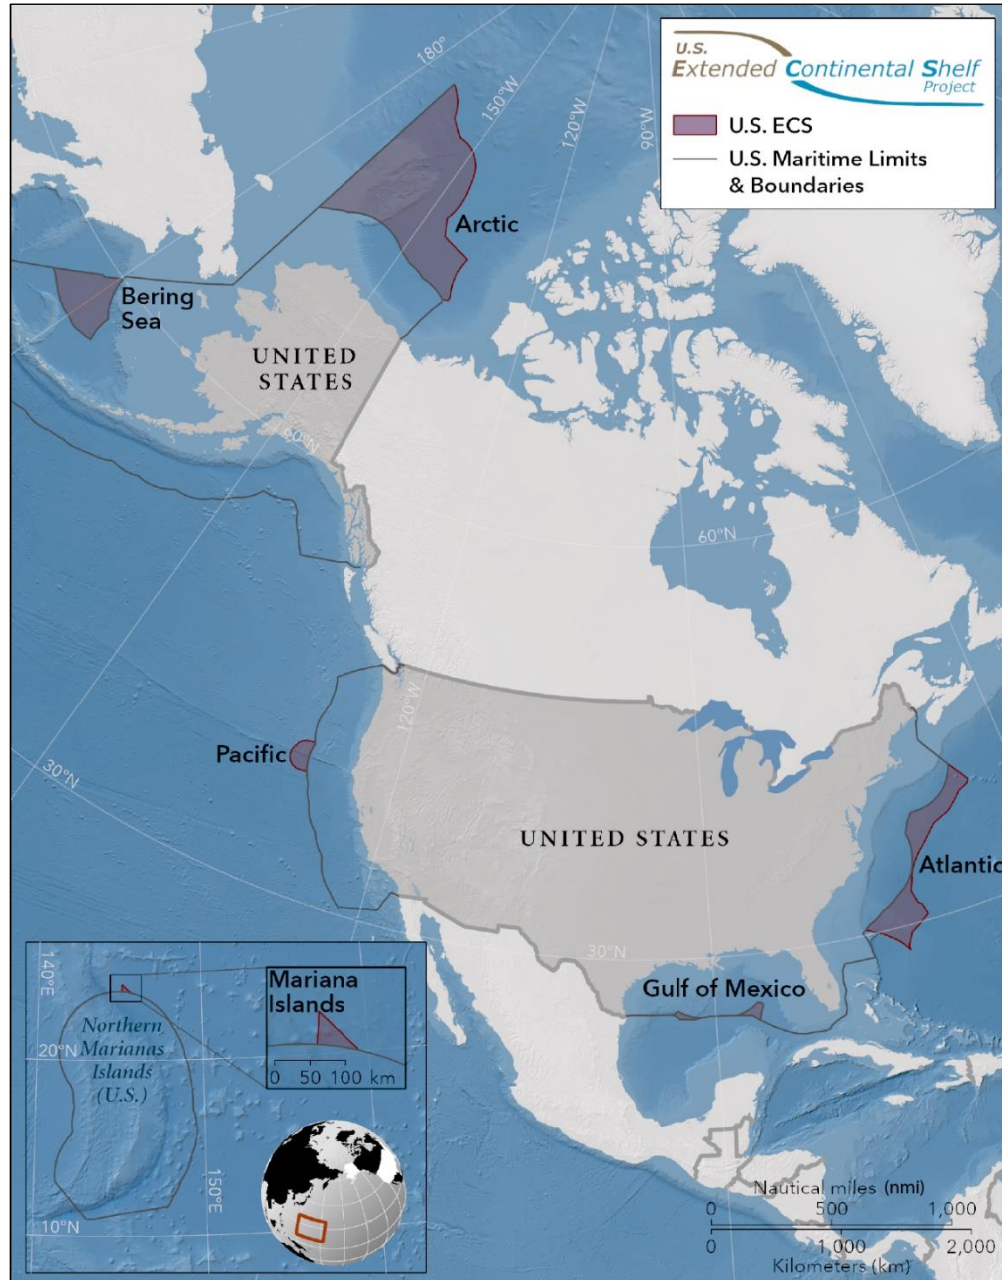 U.S.
Extended Continental Shelf
Project
U.S. ECS
U.S. Maritime Limits
& Boundaries
180°
150°W
120°W
90°W
Arctic
Bering
Sea
UNITED
STATES
60°N
60°N
120°W
Pacific
30°N
UNITED STATES
Atlantic
30°N
Gulf of Mexico
140°E
Mariana
Islands
0 50 100 km
Northern
Marianas
Islands
(U.S.)
20°N
150°E
10°N
Nautical miles (nmi)
0 500 1,000
0 1,000 2,000
Kilometers (km)